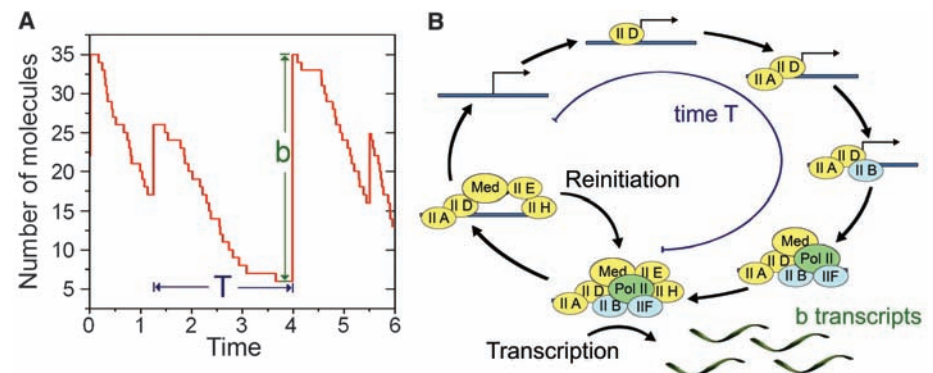 A
Number of molecules
35
30
25
20
15
10
5
b
T
0 1 2 3 4 5 6
Time
B
II D
II D
II A
II D
II A
II B
Med
II D
Pol II
II A
II B
IIF
Med
II E
II D
Pol II
II H
II A
II B
IIF
Med
II E
II D
II H
II A
time T
Reinitiation
Transcription
b transcripts